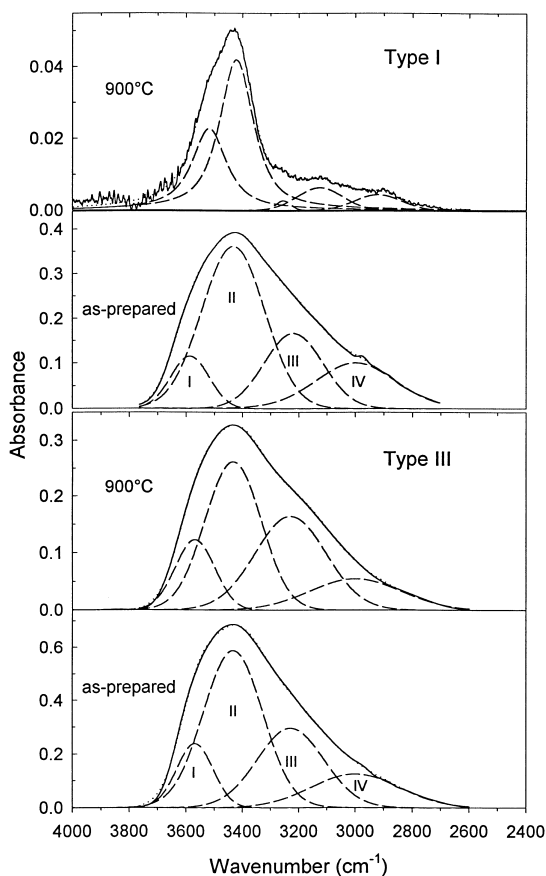 Type I
900°C
0.04
0.02
0.00
0.4
as-prepared
0.3
II
0.2
III
0.1
I
IV
0.0
Absorbance
0.3
Type III
900°C
0.2
0.1
0.0
0.6
as-prepared
0.4
II
III
0.2
I
IV
0.0
4000 3800 3600 3400 3200 3000 2800 2600 2400
Wavenumber (cm⁻¹)